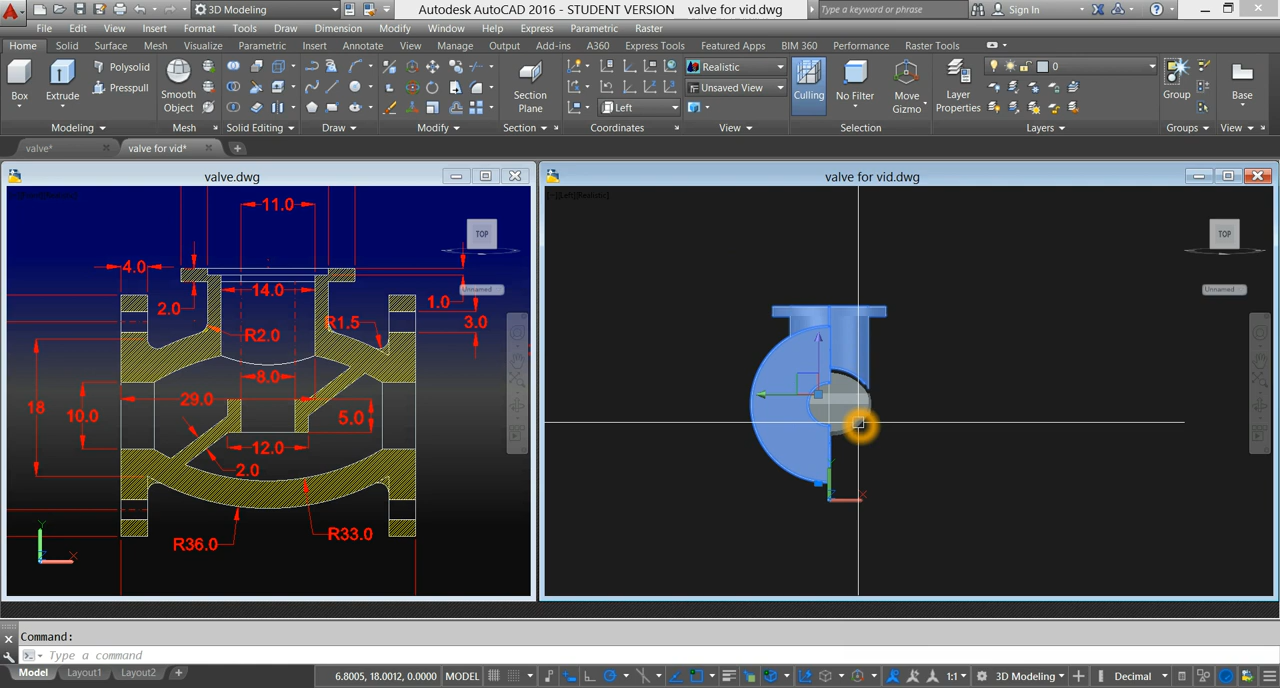 3D Modeling
Autodesk AutoCAD 2016 - STUDENT VERSION valve for vid.dwg
Type a keyword or phrase
Sign In
File Edit View Insert Format Tools Draw Dimension Modify Window Help Express Parametric Raster
Home Solid Surface Mesh Visualize Parametric Insert Annotate View Manage Output Add-ins A360 Express Tools Featured Apps BIM 360 Performance Raster Tools
Box
Extrude
Polysolid
Presspull
Smooth
Object
Section
Plane
Realistic
Unsaved View
Left
Culling
No Filter
Move
Gizmo
Layer
Properties
0
Group
Base
Modeling Mesh Solid Editing Draw Modify Section Coordinates View Selection Layers Groups View
valve* valve for vid*
valve.dwg
valve for vid.dwg
[−][Left][Realistic]
TOP
TOP
Unnamed
Unnamed
11.0
4.0
14.0
2.0
1.0
3.0
R2.0
R1.5
8.0
29.0
18
10.0
5.0
12.0
2.0
R36.0
R33.0
Y
X
Y
X
Command:
Type a command
Model Layout1 Layout2
6.8005, 18.0012, 0.0000 MODEL
1:1
3D Modeling
Decimal